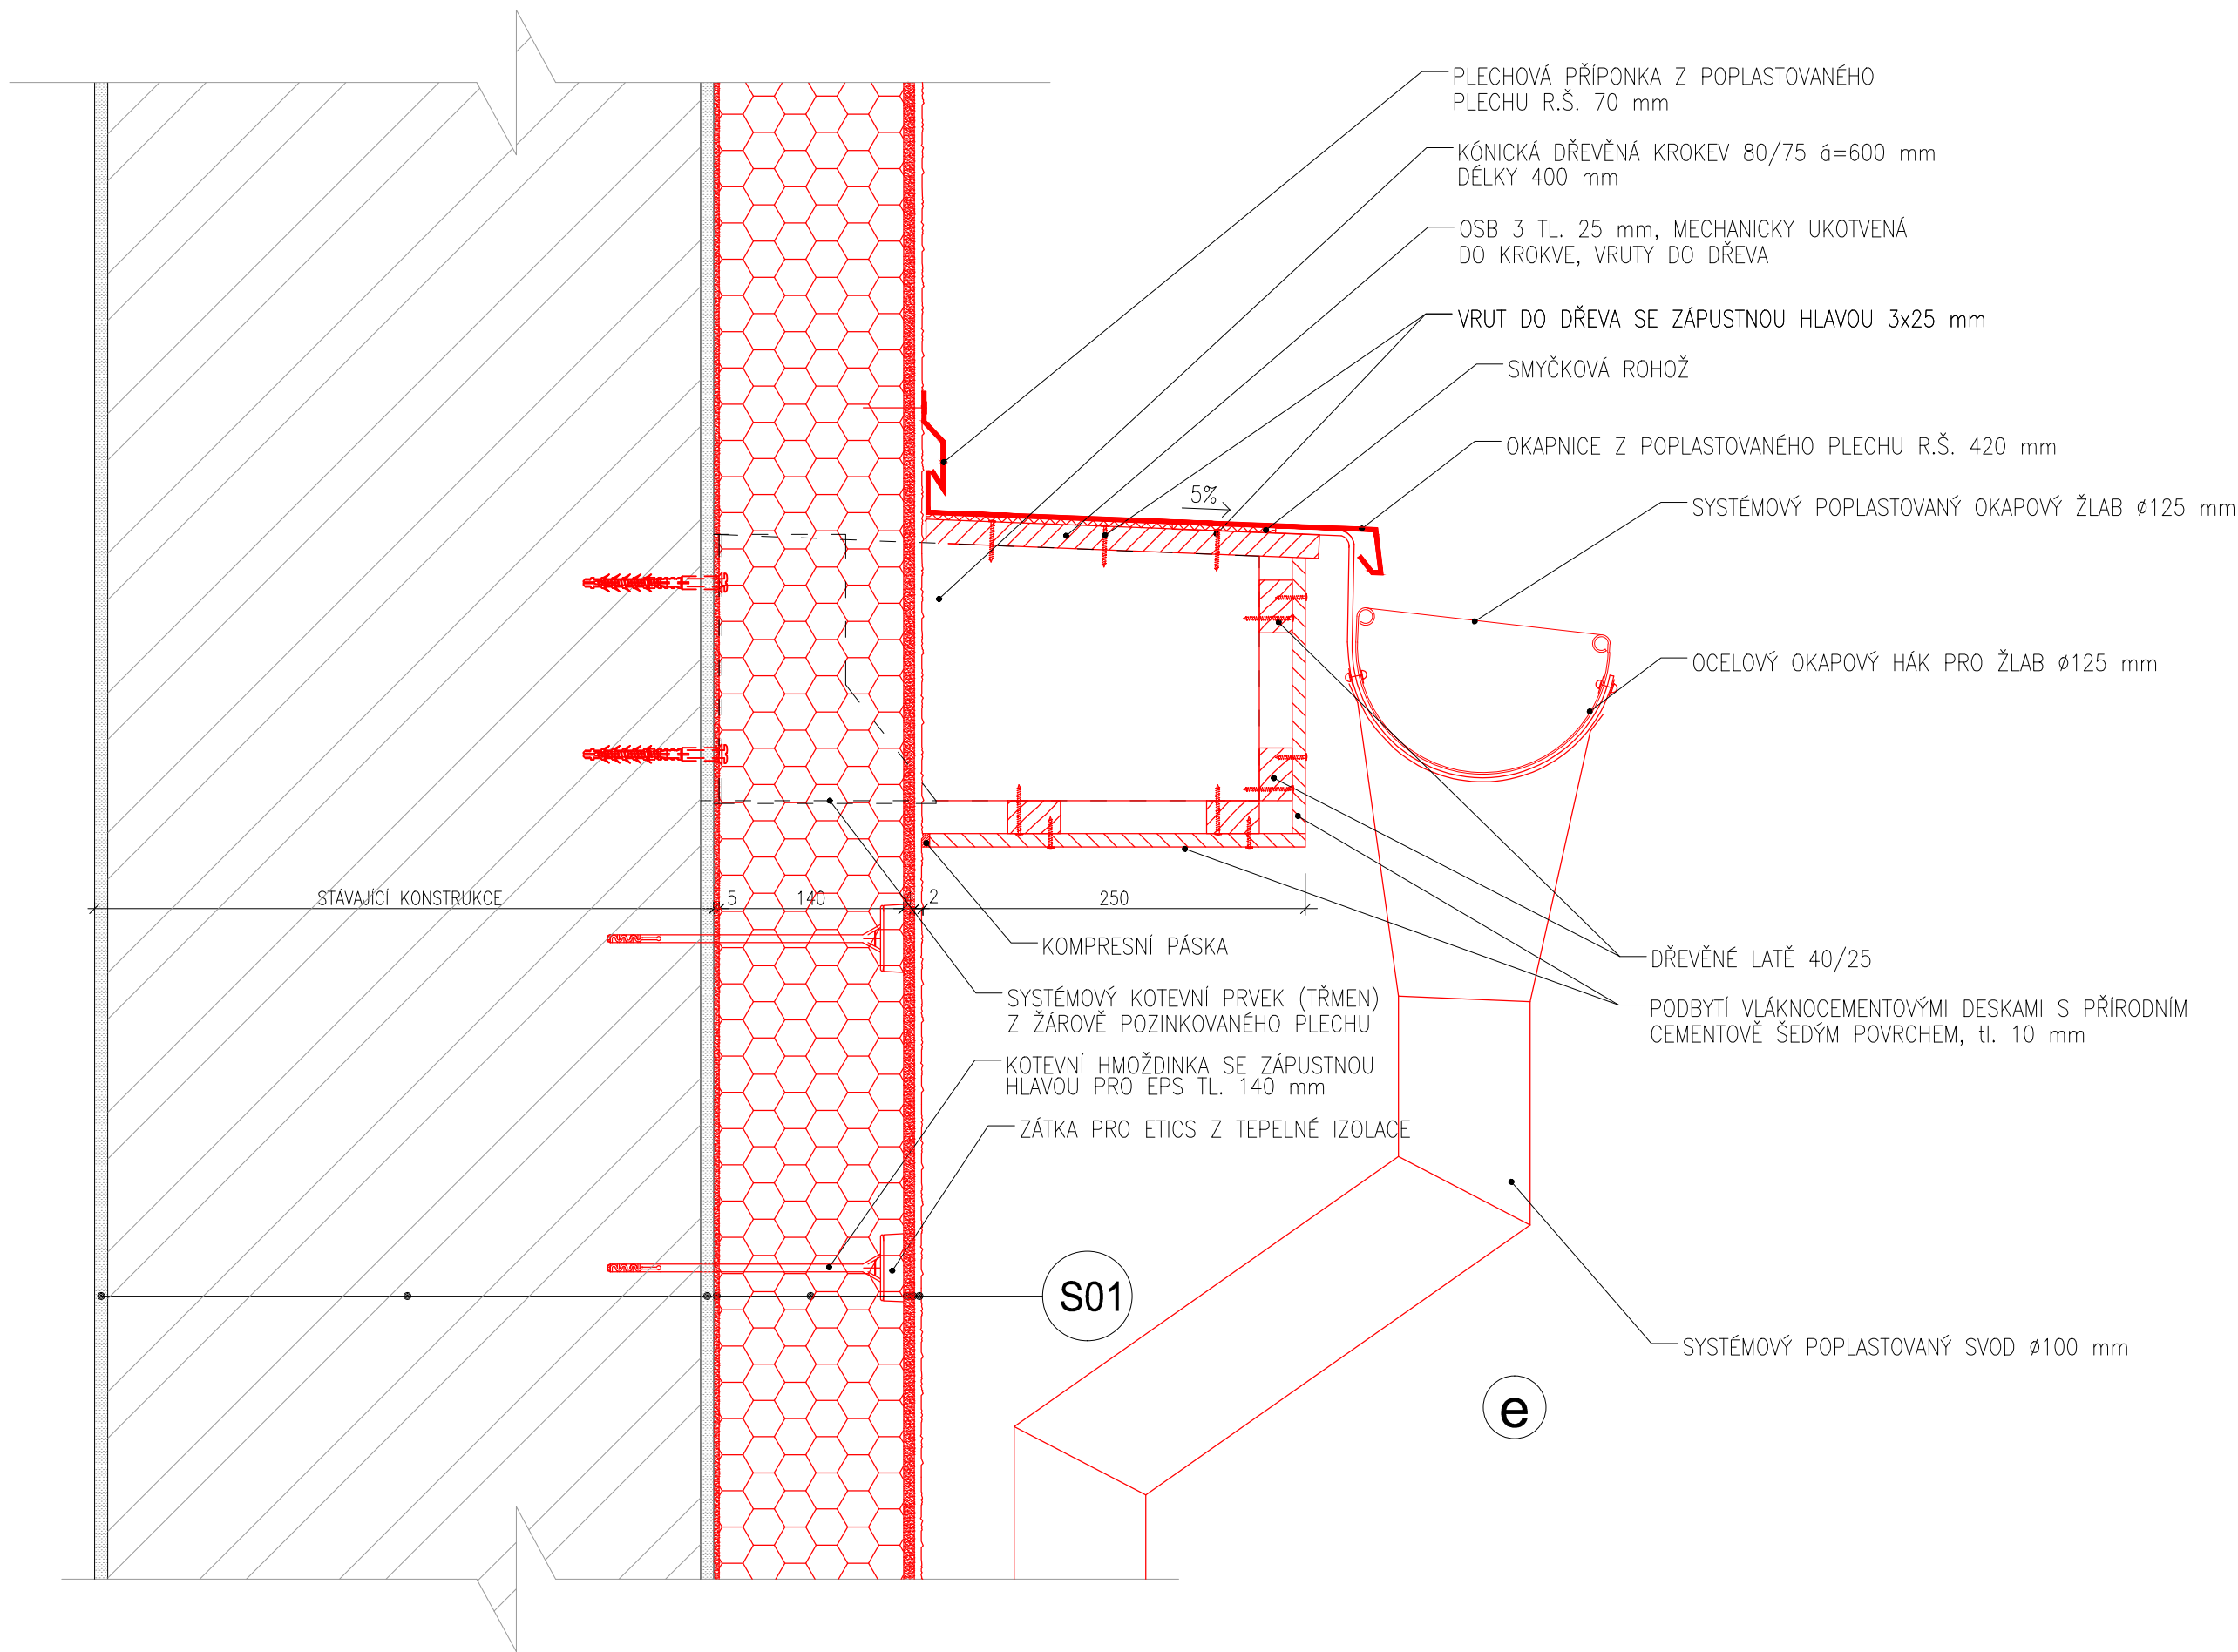 PLECHOVÁ PŘÍPONKA Z POPLASTOVANÉHO
PLECHU R.Š. 70 mm
KÓNICKÁ DŘEVĚNÁ KROKEV 80/75 á=600 mm
DÉLKY 400 mm
OSB 3 TL. 25 mm, MECHANICKY UKOTVENÁ
DO KROKVE, VRUTY DO DŘEVA
VRUT DO DŘEVA SE ZÁPUSTNOU HLAVOU 3x25 mm
SMYČKOVÁ ROHOŽ
OKAPNICE Z POPLASTOVANÉHO PLECHU R.Š. 420 mm
5%
SYSTÉMOVÝ POPLASTOVANÝ OKAPOVÝ ŽLAB ø125 mm
OCELOVÝ OKAPOVÝ HÁK PRO ŽLAB ø125 mm
STÁVAJÍCÍ KONSTRUKCE
5
140
2
250
KOMPRESNÍ PÁSKA
DŘEVĚNÉ LATĚ 40/25
SYSTÉMOVÝ KOTEVNÍ PRVEK (TŘMEN)
Z ŽÁROVĚ POZINKOVANÉHO PLECHU
PODBYTÍ VLÁKNOCEMENTOVÝMI DESKAMI S PŘÍRODNÍM
CEMENTOVĚ ŠEDÝM POVRCHEM, tl. 10 mm
KOTEVNÍ HMOŽDINKA SE ZÁPUSTNOU
HLAVOU PRO EPS TL. 140 mm
ZÁTKA PRO ETICS Z TEPELNÉ IZOLACE
S01
SYSTÉMOVÝ POPLASTOVANÝ SVOD ø100 mm
e